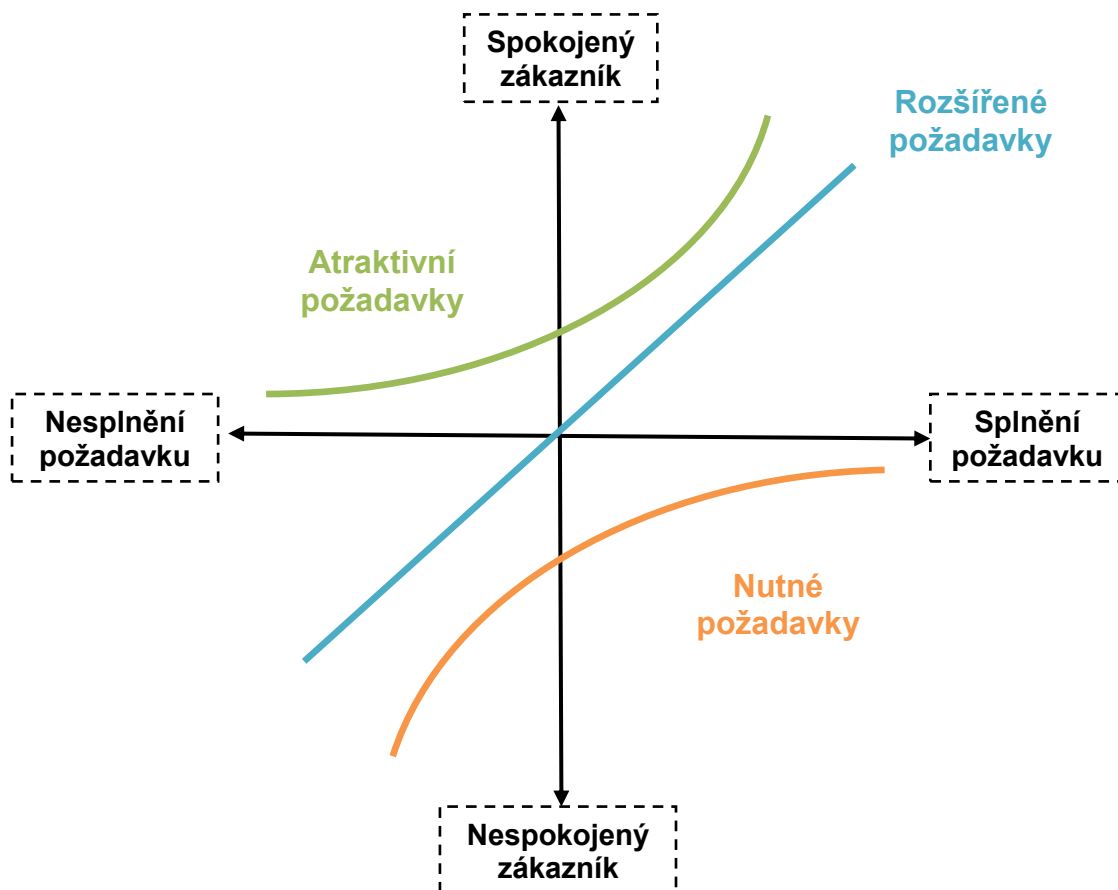 Spokojený
zákazník
Rozšířené
požadavky
Atraktivní
požadavky
Nesplnění
požadavku
Splnění
požadavku
Nutné
požadavky
Nespokojený
zákazník